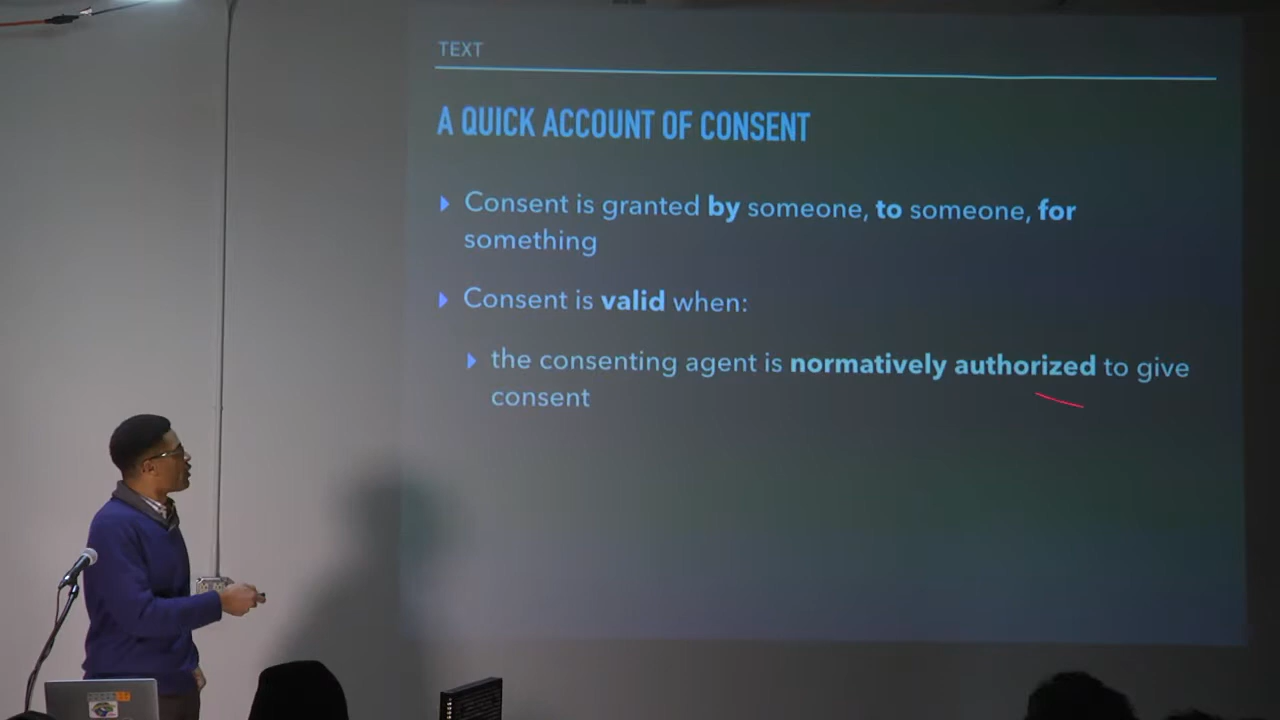 TEXT
A QUICK ACCOUNT OF CONSENT
Consent is granted by someone, to someone, for
something
Consent is valid when:
the consenting agent is normatively authorized to give
consent